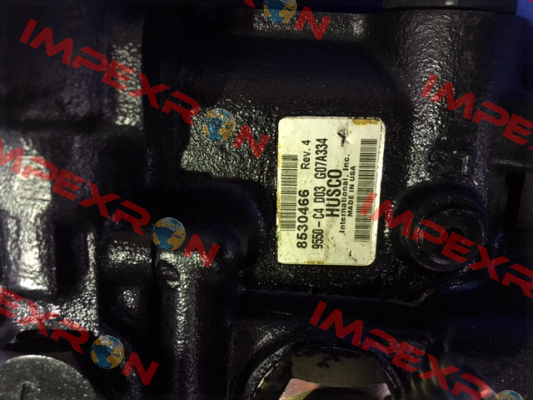 8530466 Rev. 4
9550-C4 D03 G07A334
HUSCO
International, Inc.
MADE IN USA
IMPEXRON
IMPEXRON
IMPEXRON
IMPEXRON
IMPEXRON
IMPEXRON